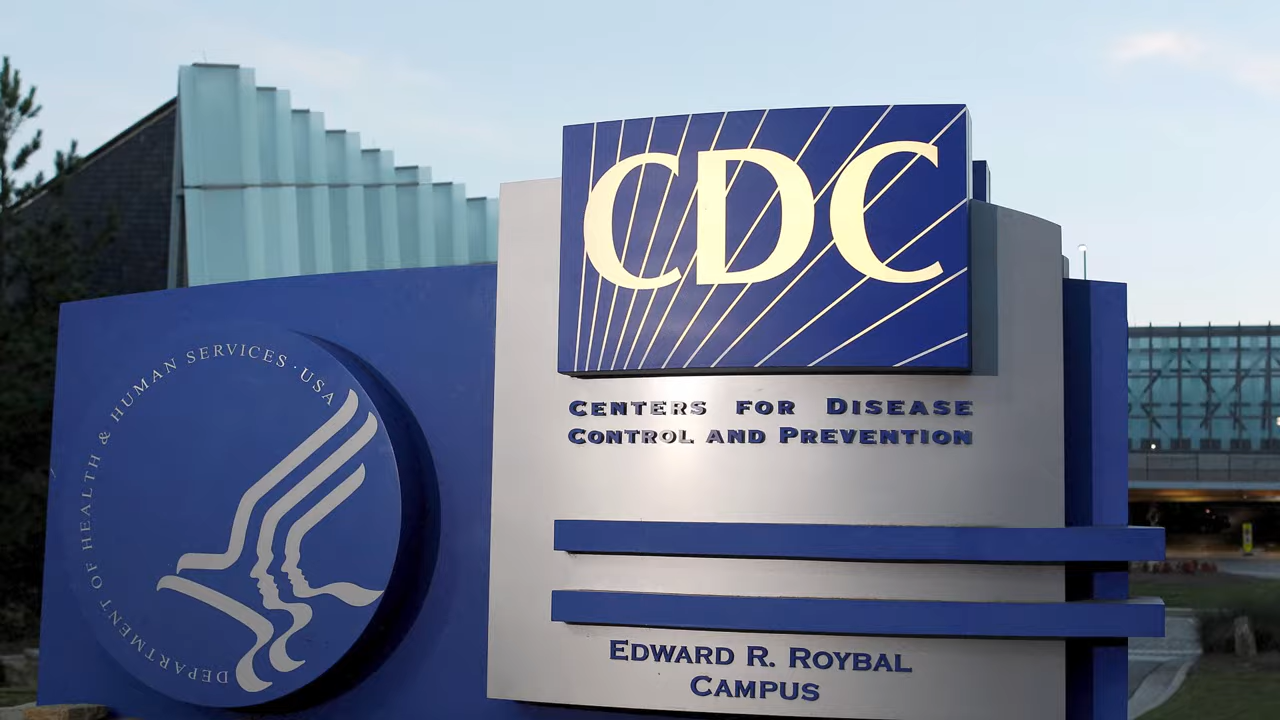 DEPARTMENT OF HEALTH & HUMAN SERVICES · USA
CDC
CENTERS FOR DISEASE
CONTROL AND PREVENTION
EDWARD R. ROYBAL
CAMPUS